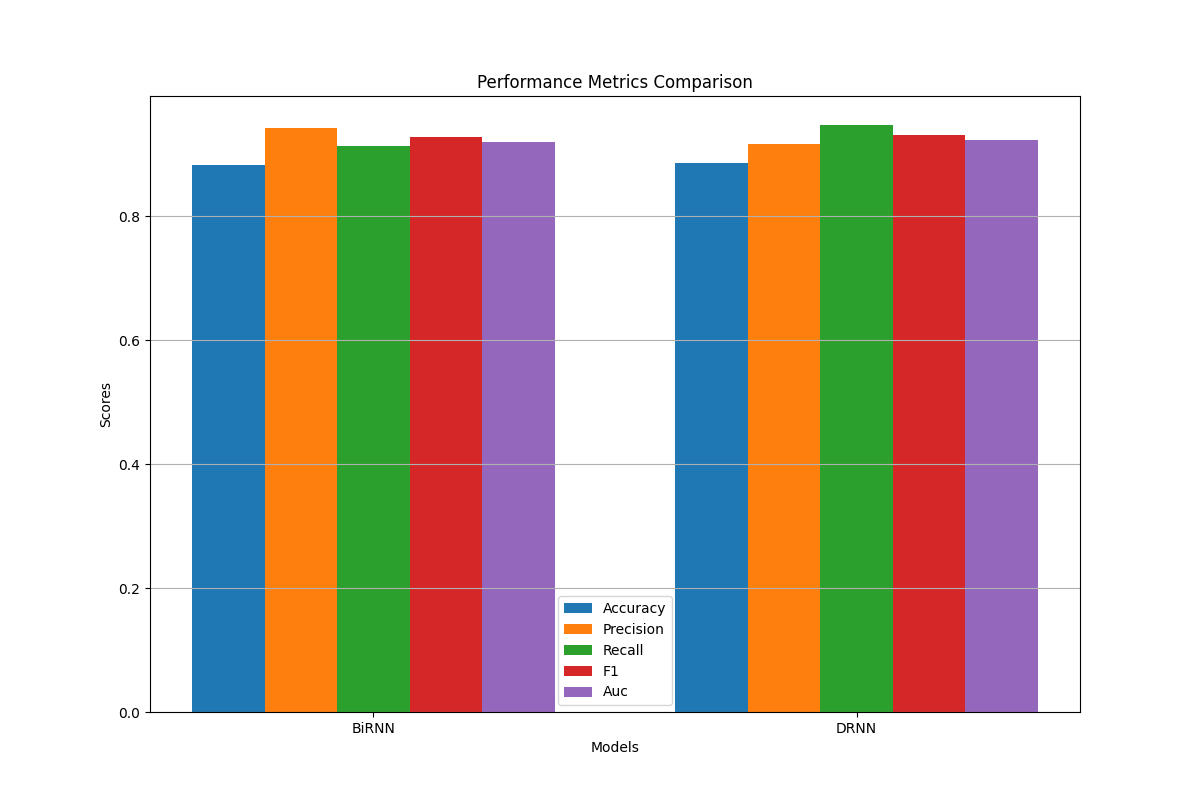 Performance Metrics Comparison
Scores
0.8
0.6
0.4
0.2
0.0
Accuracy
Precision
Recall
F1
Auc
BiRNN
DRNN
Models